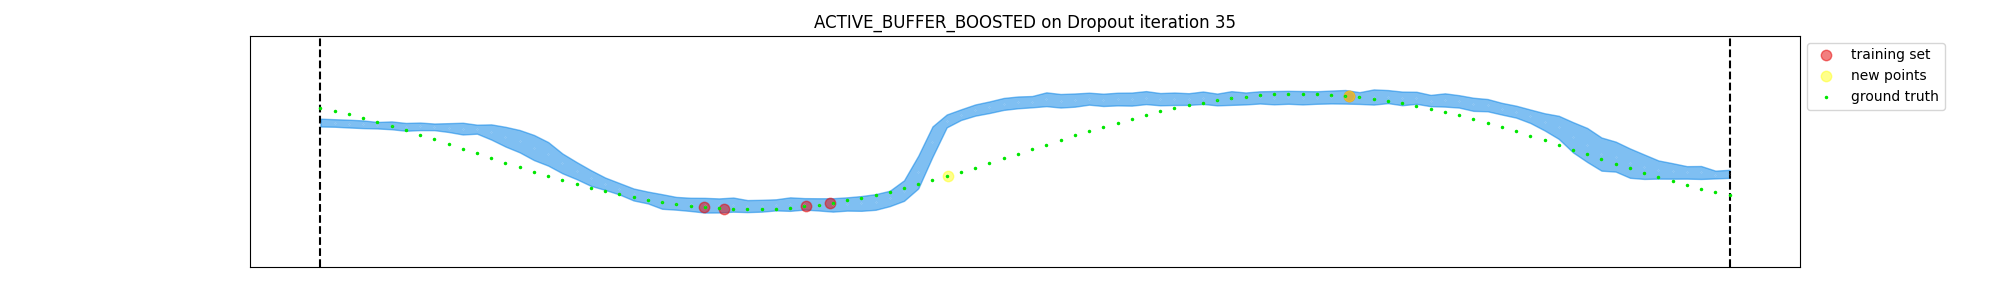 ACTIVE_BUFFER_BOOSTED on Dropout iteration 35
training set
new points
ground truth